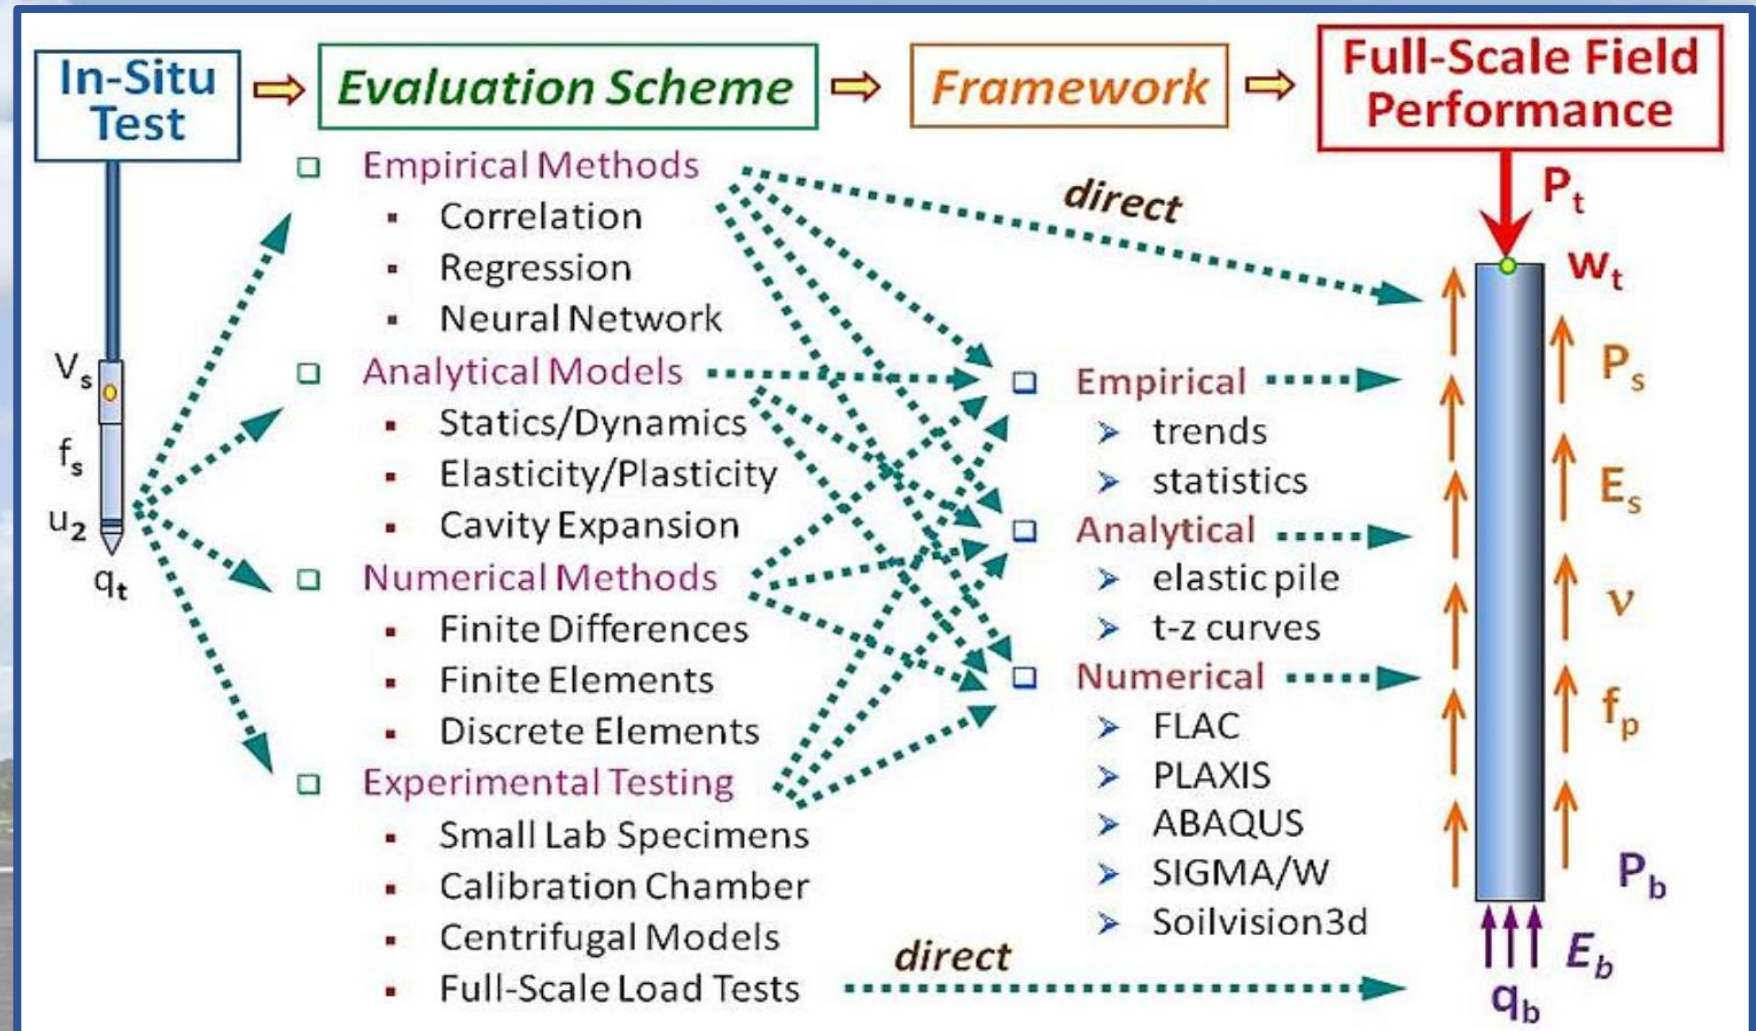 In-Situ
Test
Evaluation Scheme
Framework
Full-Scale Field
Performance
Empirical Methods
Correlation
Regression
Neural Network
Analytical Models
Statics/Dynamics
Elasticity/Plasticity
Cavity Expansion
Numerical Methods
Finite Differences
Finite Elements
Discrete Elements
Experimental Testing
Small Lab Specimens
Calibration Chamber
Centrifugal Models
Full-Scale Load Tests
Vs
fs
u2
qt
direct
direct
Empirical
trends
statistics
Analytical
elastic pile
t-z curves
Numerical
FLAC
PLAXIS
ABAQUS
SIGMA/W
Soilvision3d
Pt
wt
Ps
Es
ν
fp
Pb
Eb
qb